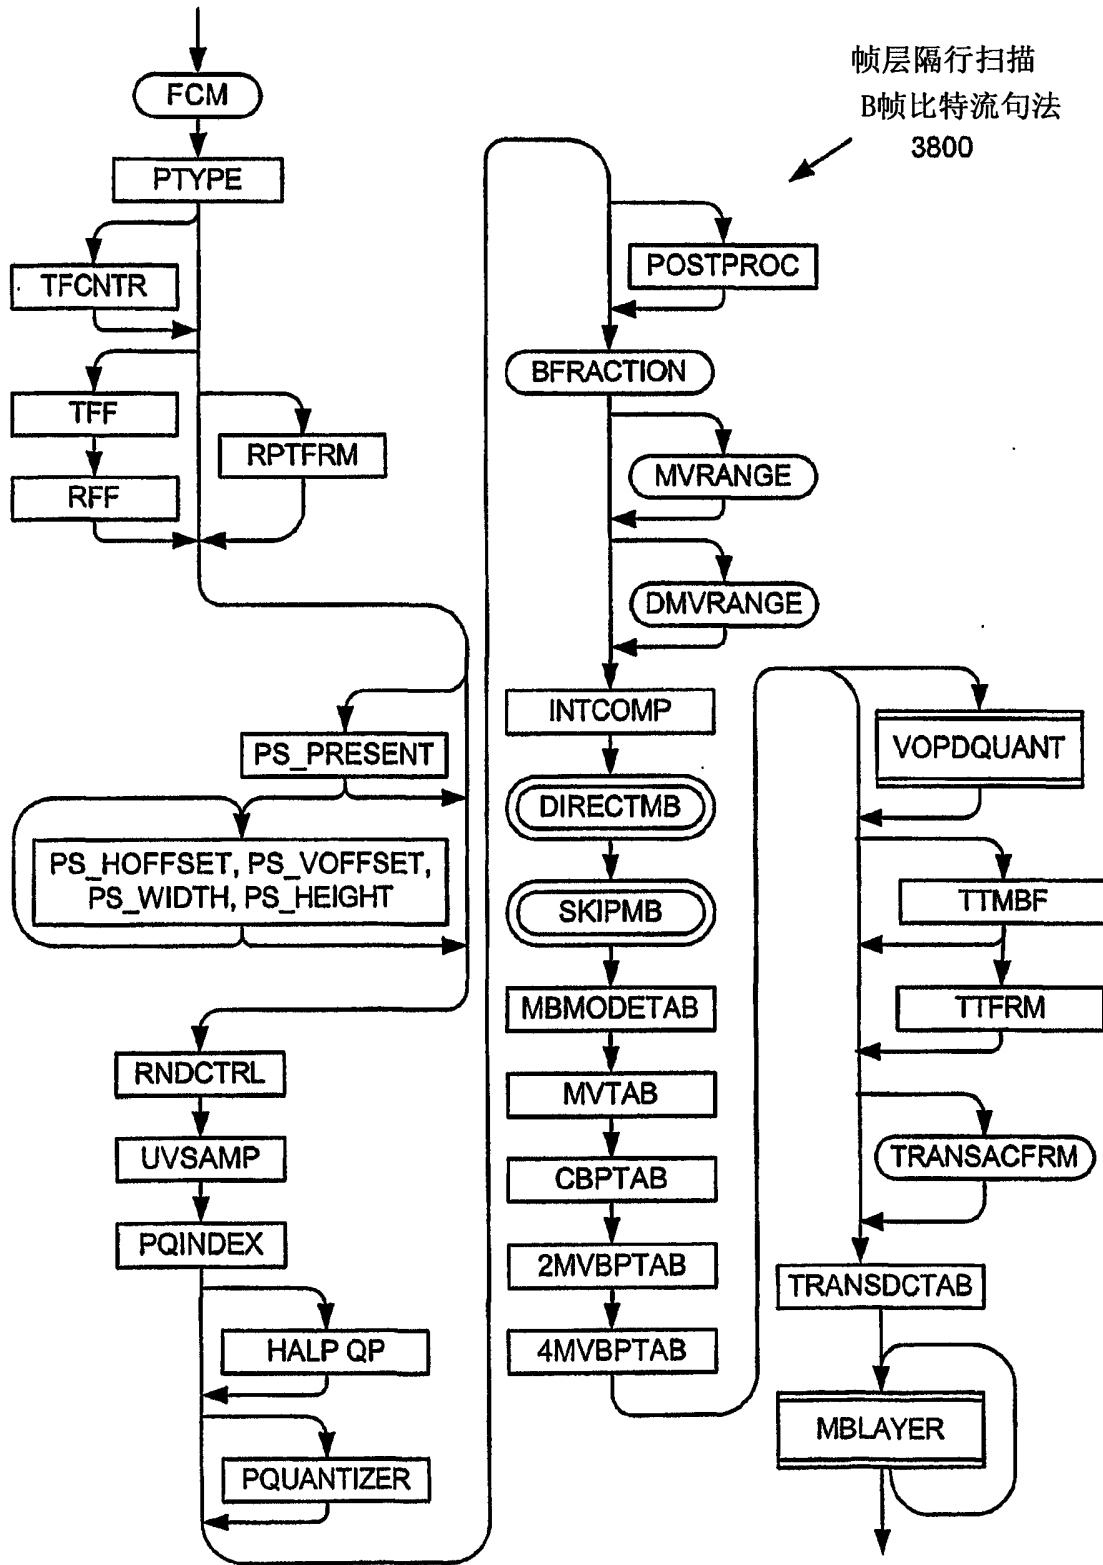 帧层隔行扫描
B帧比特流句法
3800
FCM
PTYPE
TFCNTR
TFF
RPTFRM
RFF
PS_PRESENT
PS_HOFFSET, PS_VOFFSET,
PS_WIDTH, PS_HEIGHT
RNDCTRL
UVSAMP
PQINDEX
HALP QP
PQUANTIZER
POSTPROC
BFRACTION
MVRANGE
DMVRANGE
INTCOMP
DIRECTMB
SKIPMB
MBMODETAB
MVTAB
CBPTAB
2MVBPTAB
4MVBPTAB
VOPDQUANT
TTMBF
TTFRM
TRANSACFRM
TRANSDCTAB
MBLAYER